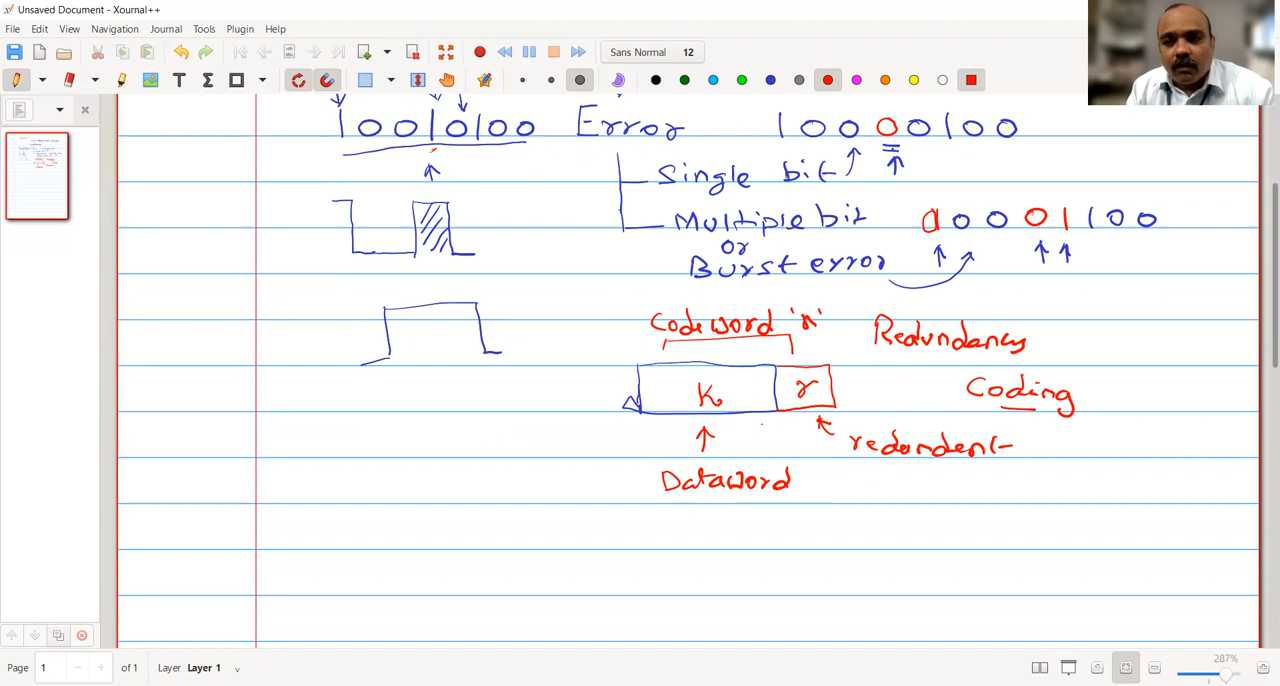 Unsaved Document - Xournal++
File Edit View Navigation Journal Tools Plugin Help
Sans Normal 12
10010100 Error 10000100
Single bit
Multiple bit 00001100
or
Burst error
Codeword 'n' Redundancy
k r Coding
redundent
Dataword
Page 1 of 1 Layer Layer 1 287%